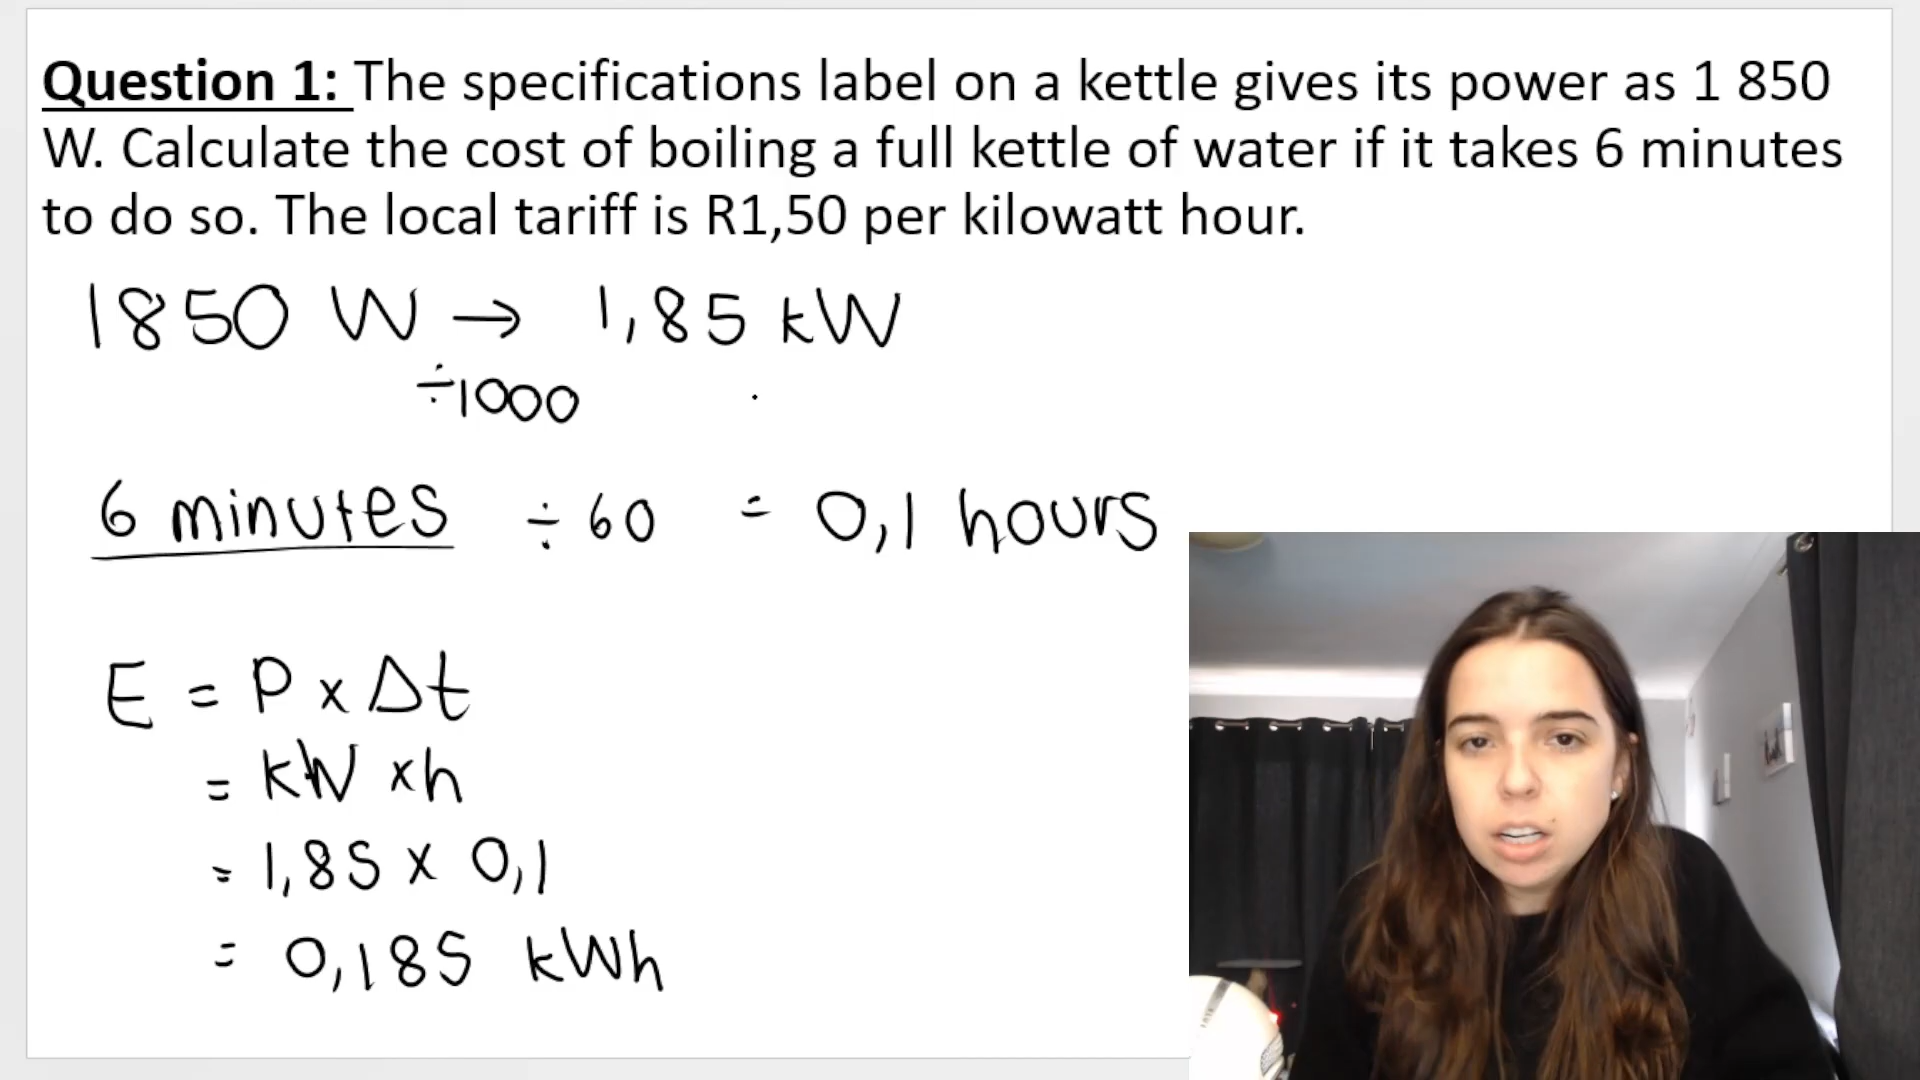 Question 1: The specifications label on a kettle gives its power as 1 850
W. Calculate the cost of boiling a full kettle of water if it takes 6 minutes
to do so. The local tariff is R1,50 per kilowatt hour.
1850 W → 1,85 kW
÷1000
6 minutes ÷ 60 = 0,1 hours
E = P x Δt
= kW x h
= 1,85 x 0,1
= 0,185 kWh